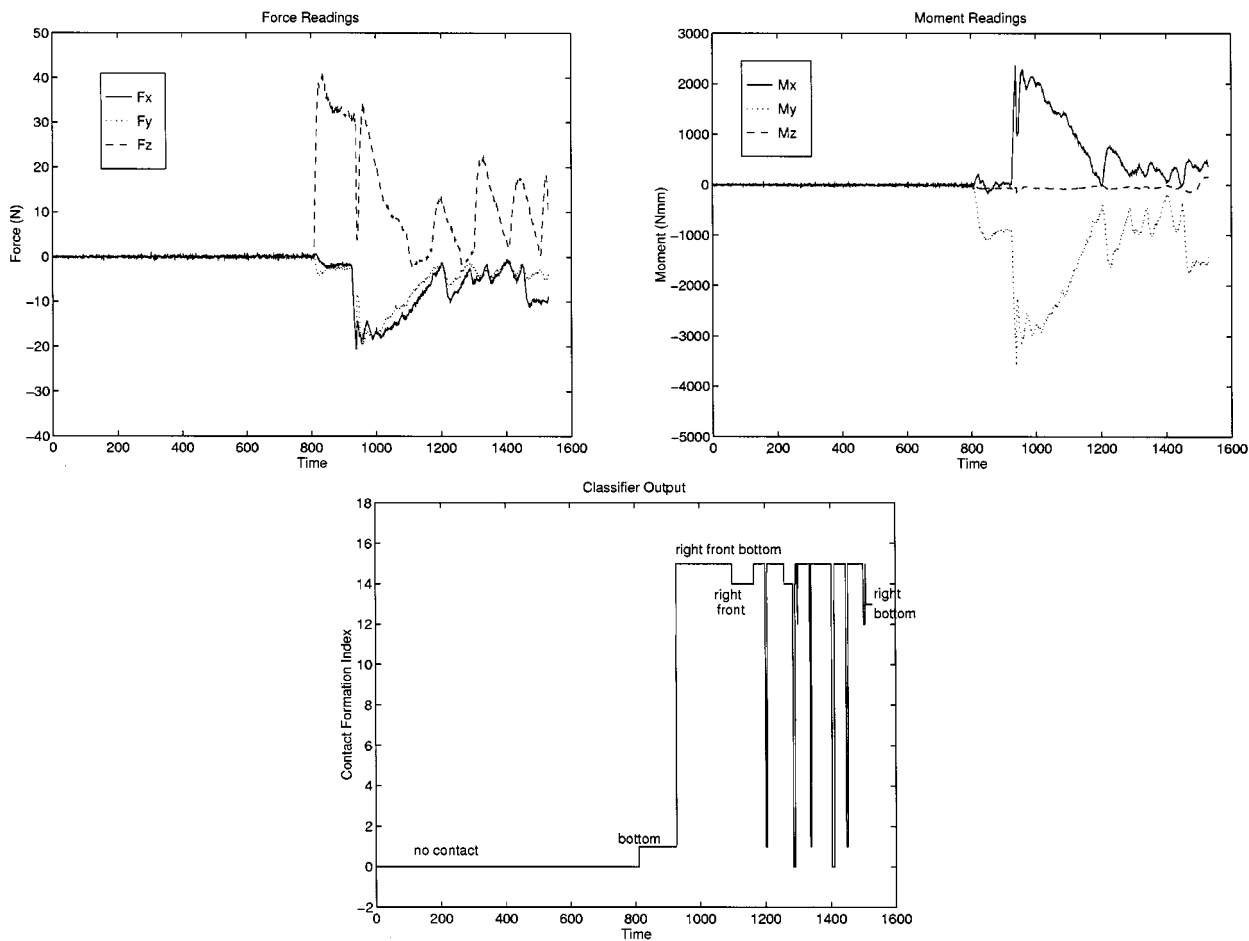 Force Readings
50
40
30
20
10
0
−10
−20
−30
−40
Force (N)
Fx
Fy
Fz
0 200 400 600 800 1000 1200 1400 1600
Time
Moment Readings
3000
2000
1000
0
−1000
−2000
−3000
−4000
−5000
Moment (Nmm)
Mx
My
Mz
0 200 400 600 800 1000 1200 1400 1600
Time
Classifier Output
18
16
14
12
10
8
6
4
2
0
−2
Contact Formation Index
right front bottom
right
front
right
bottom
bottom
no contact
0 200 400 600 800 1000 1200 1400 1600
Time